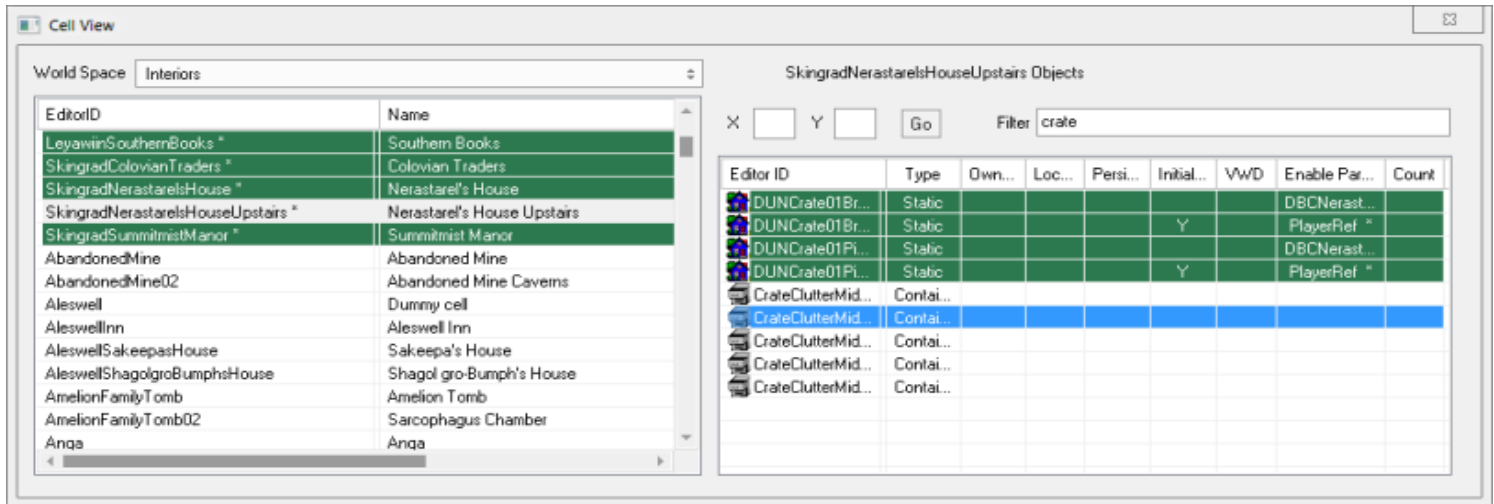 Cell View
World Space Interiors
EditorID Name
LeyawiinSouthernBooks * Southern Books
SkingradColovianTraders * Colovian Traders
SkingradNerastarelsHouse * Nerastarel's House
SkingradNerastarelsHouseUpstairs * Nerastarel's House Upstairs
SkingradSummitmistManor * Summitmist Manor
AbandonedMine Abandoned Mine
AbandonedMine02 Abandoned Mine Caverns
Aleswell Dummy cell
AleswellInn Aleswell Inn
AleswellSakeepasHouse Sakeepa's House
AleswellShagolgroBumphsHouse Shagol gro-Bumph's House
AmelionFamilyTomb Amelion Tomb
AmelionFamilyTomb02 Sarcophagus Chamber
Anga Anga
SkingradNerastarelsHouseUpstairs Objects
X Y Go Filter crate
Editor ID Type Own... Loc... Persi... Initial... VWD Enable Par... Count
DUNCrate01Br... Static DBCNerast...
DUNCrate01Br... Static Y PlayerRef *
DUNCrate01Pi... Static DBCNerast...
DUNCrate01Pi... Static Y PlayerRef *
CrateClutterMid... Contai...
CrateClutterMid... Contai...
CrateClutterMid... Contai...
CrateClutterMid... Contai...
CrateClutterMid... Contai...